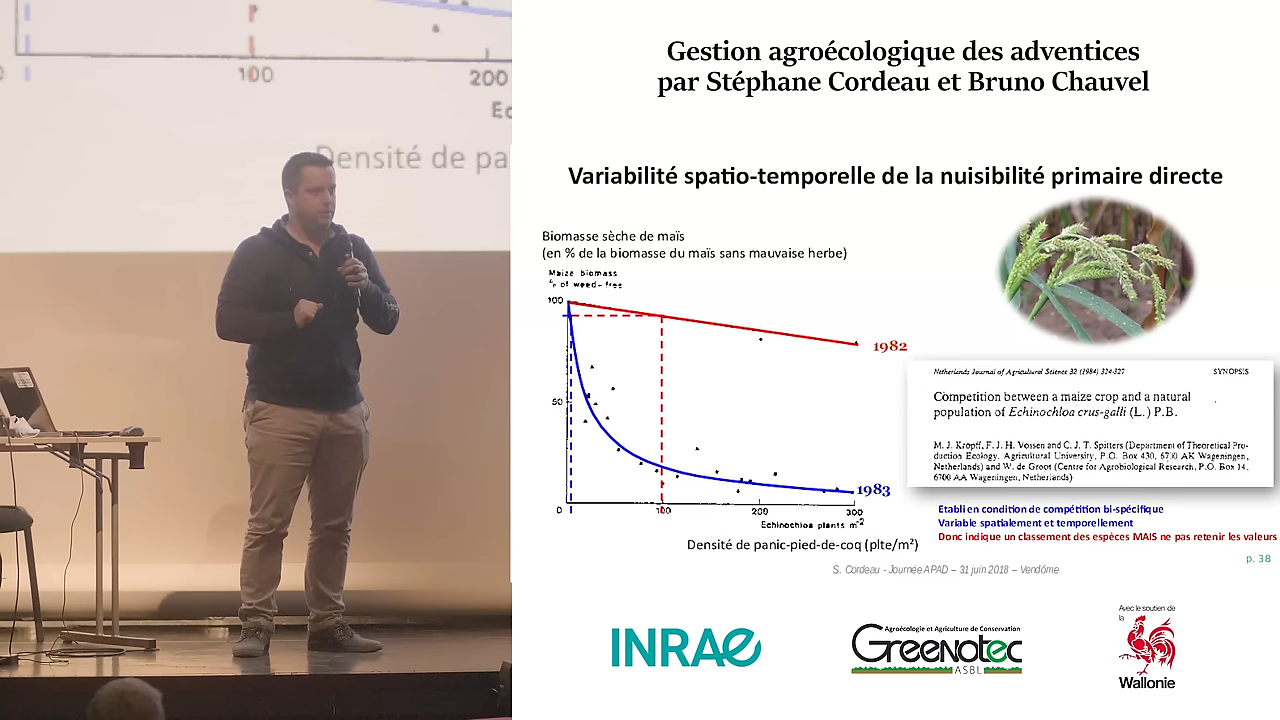 100
200
Densité de pa
Gestion agroécologique des adventices
par Stéphane Cordeau et Bruno Chauvel
Variabilité spatio-temporelle de la nuisibilité primaire directe
Biomasse sèche de maïs
(en % de la biomasse du maïs sans mauvaise herbe)
Maize biomass
% of weed-free
100
50
0
100
200
300
1982
1983
Echinochloa plants m-2
Densité de panic-pied-de-coq (plte/m²)
Netherlands Journal of Agricultural Science 32 (1984) 324-327
SYNOPSIS
Competition between a maize crop and a natural
population of Echinochloa crus-galli (L.) P.B.
M. J. Kropff, F. J. H. Vossen and C. J. T. Spitters (Department of Theoretical Pro-
duction Ecology, Agricultural University, P.O. Box 430, 6700 AK Wageningen,
Netherlands) and W. de Groot (Centre for Agrobiological Research, P.O. Box 14,
6700 AA Wageningen, Netherlands)
Etabli en condition de compétition bi-spécifique
Variable spatialement et temporellement
Donc indique un classement des espèces MAIS ne pas retenir les valeurs
p. 38
S. Cordeau - Journée APAD – 31 juin 2018 – Vendôme
INRAE
Agroécologie et Agriculture de Conservation
Greenotec
ASBL
Avec le soutien de
la
Wallonie